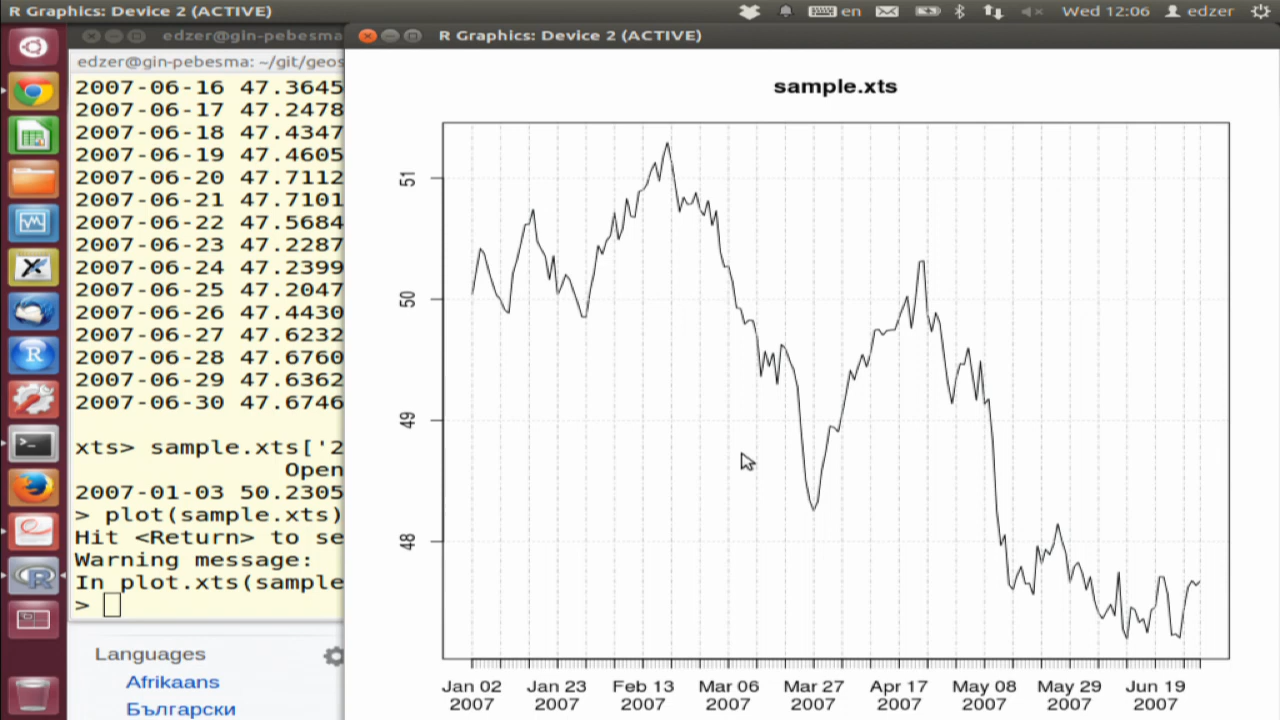 R Graphics: Device 2 (ACTIVE)
en
Wed 12:06
edzer
edzer@gin-pebesma
R Graphics: Device 2 (ACTIVE)
edzer@gin-pebesma: ~/git/geos
2007-06-16 47.3645
2007-06-17 47.2478
2007-06-18 47.4347
2007-06-19 47.4605
2007-06-20 47.7112
2007-06-21 47.7101
2007-06-22 47.5684
2007-06-23 47.2287
2007-06-24 47.2399
2007-06-25 47.2047
2007-06-26 47.4430
2007-06-27 47.6232
2007-06-28 47.6760
2007-06-29 47.6362
2007-06-30 47.6746
xts> sample.xts['2
Open
2007-01-03 50.2305
> plot(sample.xts)
Hit <Return> to se
Warning message:
In plot.xts(sample
>
Languages
Afrikaans
Български
sample.xts
51
50
49
48
Jan 02 Jan 23 Feb 13 Mar 06 Mar 27 Apr 17 May 08 May 29 Jun 19
2007 2007 2007 2007 2007 2007 2007 2007 2007